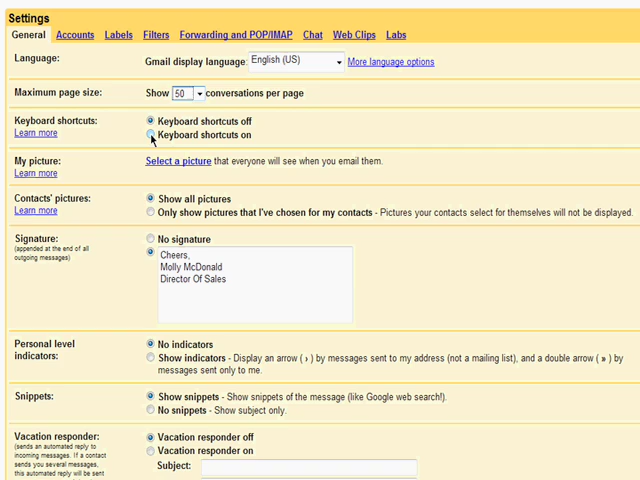 Settings
General Accounts Labels Filters Forwarding and POP/IMAP Chat Web Clips Labs
Language: Gmail display language: English (US) More language options
Maximum page size: Show 50 conversations per page
Keyboard shortcuts: Keyboard shortcuts off
Learn more Keyboard shortcuts on
My picture: Select a picture that everyone will see when you email them.
Learn more
Contacts' pictures: Show all pictures
Learn more Only show pictures that I've chosen for my contacts - Pictures your contacts select for themselves will not be displayed.
Signature: No signature
(appended at the end of all
outgoing messages)
Cheers,
Molly McDonald
Director Of Sales
Personal level
indicators:
No indicators
Show indicators - Display an arrow ( › ) by messages sent to my address (not a mailing list), and a double arrow ( » ) by
messages sent only to me.
Snippets: Show snippets - Show snippets of the message (like Google web search!).
No snippets - Show subject only.
Vacation responder: Vacation responder off
(sends an automated reply to
incoming messages. If a contact
sends you several messages,
this automated reply will be sent
Vacation responder on
Subject: